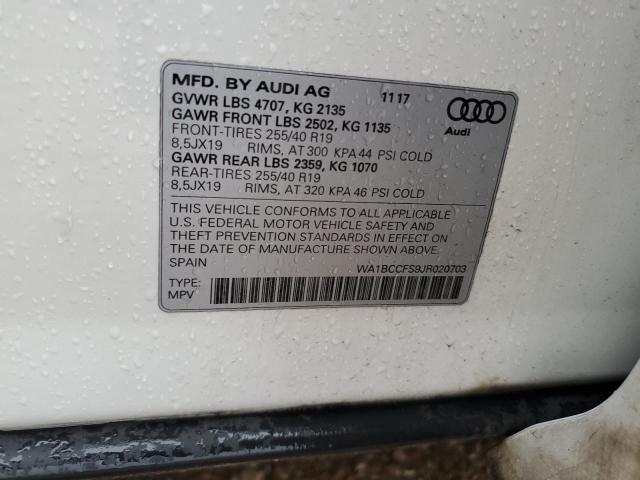 MFD. BY AUDI AG 11 17
GVWR LBS 4707, KG 2135
GAWR FRONT LBS 2502, KG 1135
FRONT-TIRES 255/40 R19
8,5JX19 RIMS, AT 300 KPA 44 PSI COLD
GAWR REAR LBS 2359, KG 1070
REAR-TIRES 255/40 R19
8,5JX19 RIMS, AT 320 KPA 46 PSI COLD
Audi
THIS VEHICLE CONFORMS TO ALL APPLICABLE
U.S. FEDERAL MOTOR VEHICLE SAFETY AND
THEFT PREVENTION STANDARDS IN EFFECT ON
THE DATE OF MANUFACTURE SHOWN ABOVE.
SPAIN WA1BCCFS9JR020703
TYPE:
MPV